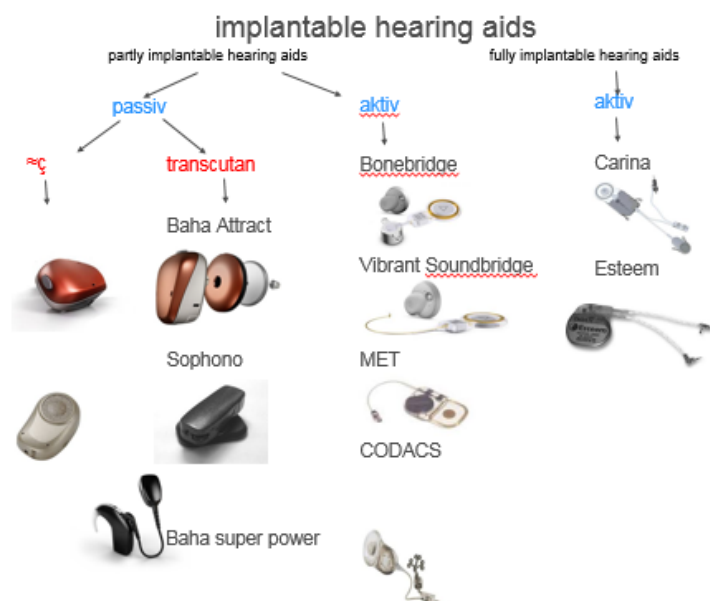 implantable hearing aids
partly implantable hearing aids
fully implantable hearing aids
passiv
aktiv
aktiv
≈ç
transcutan
Bonebridge
Carina
Baha Attract
Vibrant Soundbridge
Esteem
Esteem
Sophono
MET
CODACS
Baha super power